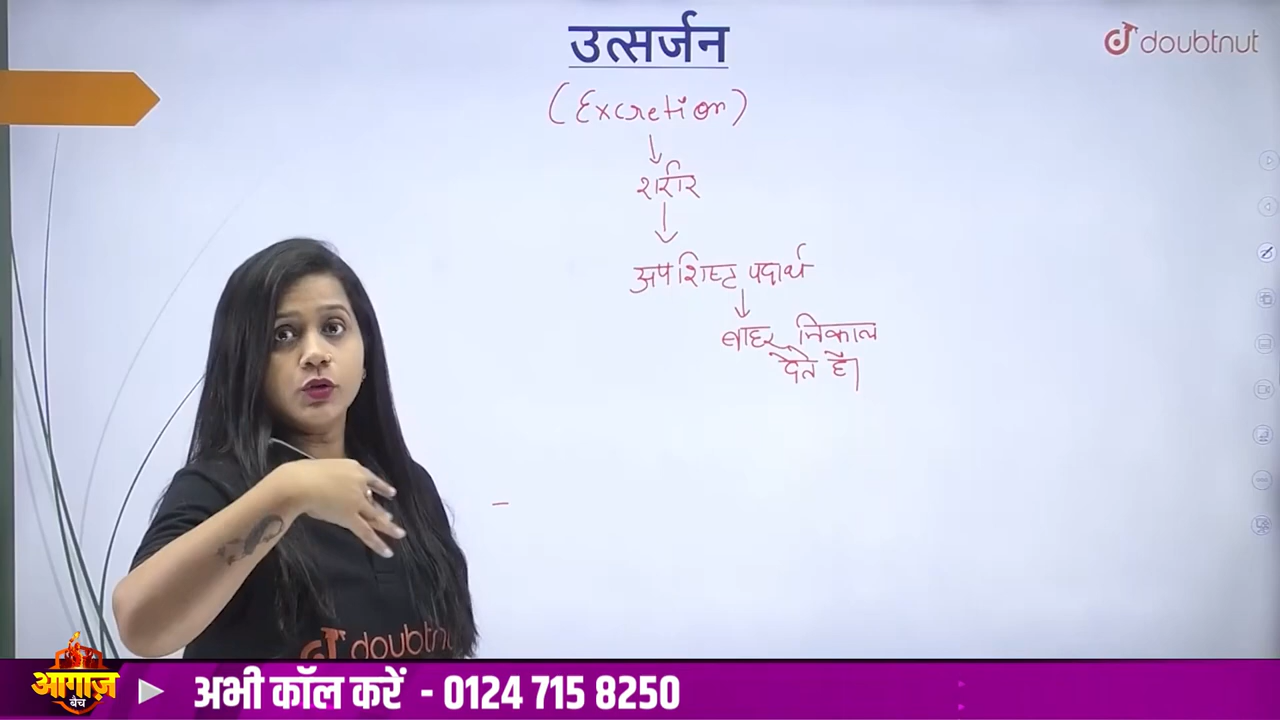 उत्सर्जन
doubtnut
(Excretion)
शरीर
अपशिष्ट पदार्थ
बाहर निकाल
देते हैं।
doubtnut
आगाज़
बैच
अभी कॉल करें - 0124 715 8250